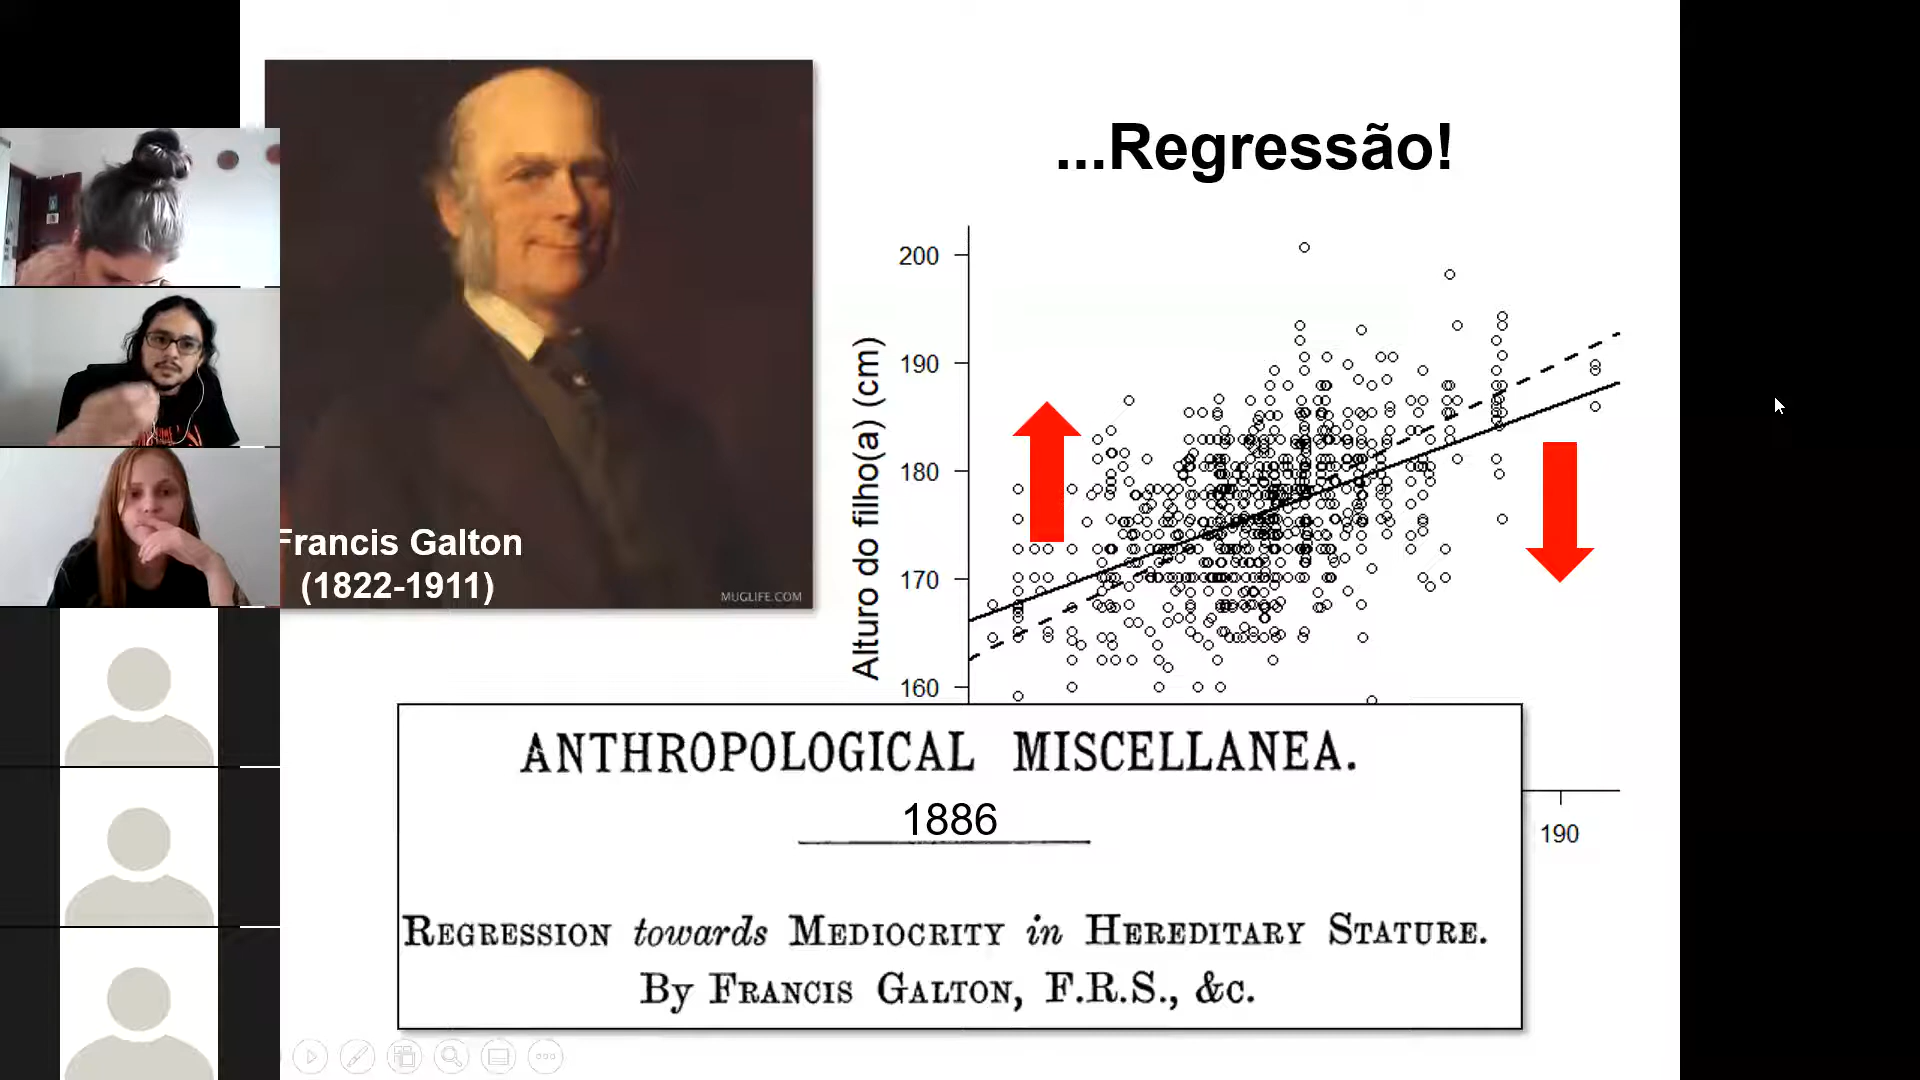 ...Regressão!
Francis Galton
(1822-1911)
MUGLIFE.COM
Alturo do filho(a) (cm)
200
190
180
170
160
190
ANTHROPOLOGICAL MISCELLANEA.
1886
REGRESSION towards MEDIOCRITY in HEREDITARY STATURE.
By FRANCIS GALTON, F.R.S., &c.